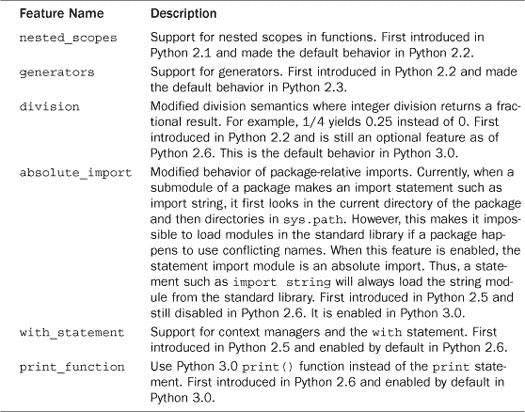 Feature Name Description
nested_scopes Support for nested scopes in functions. First introduced in
Python 2.1 and made the default behavior in Python 2.2.
generators Support for generators. First introduced in Python 2.2 and made
the default behavior in Python 2.3.
division Modified division semantics where integer division returns a frac-
tional result. For example, 1/4 yields 0.25 instead of 0. First
introduced in Python 2.2 and is still an optional feature as of
Python 2.6. This is the default behavior in Python 3.0.
absolute_import Modified behavior of package-relative imports. Currently, when a
submodule of a package makes an import statement such as
import string, it first looks in the current directory of the package
and then directories in sys.path. However, this makes it impos-
sible to load modules in the standard library if a package hap-
pens to use conflicting names. When this feature is enabled, the
statement import module is an absolute import. Thus, a state-
ment such as import string will always load the string mod-
ule from the standard library. First introduced in Python 2.5 and
still disabled in Python 2.6. It is enabled in Python 3.0.
with_statement Support for context managers and the with statement. First
introduced in Python 2.5 and enabled by default in Python 2.6.
print_function Use Python 3.0 print() function instead of the print state-
ment. First introduced in Python 2.6 and enabled by default in
Python 3.0.